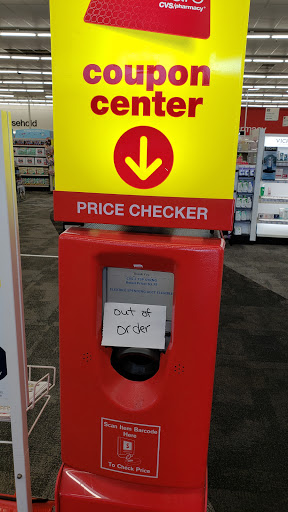 CVS/pharmacy
coupon
center
PRICE CHECKER
out of
order
Scan Item Barcode
Here
To Check Price